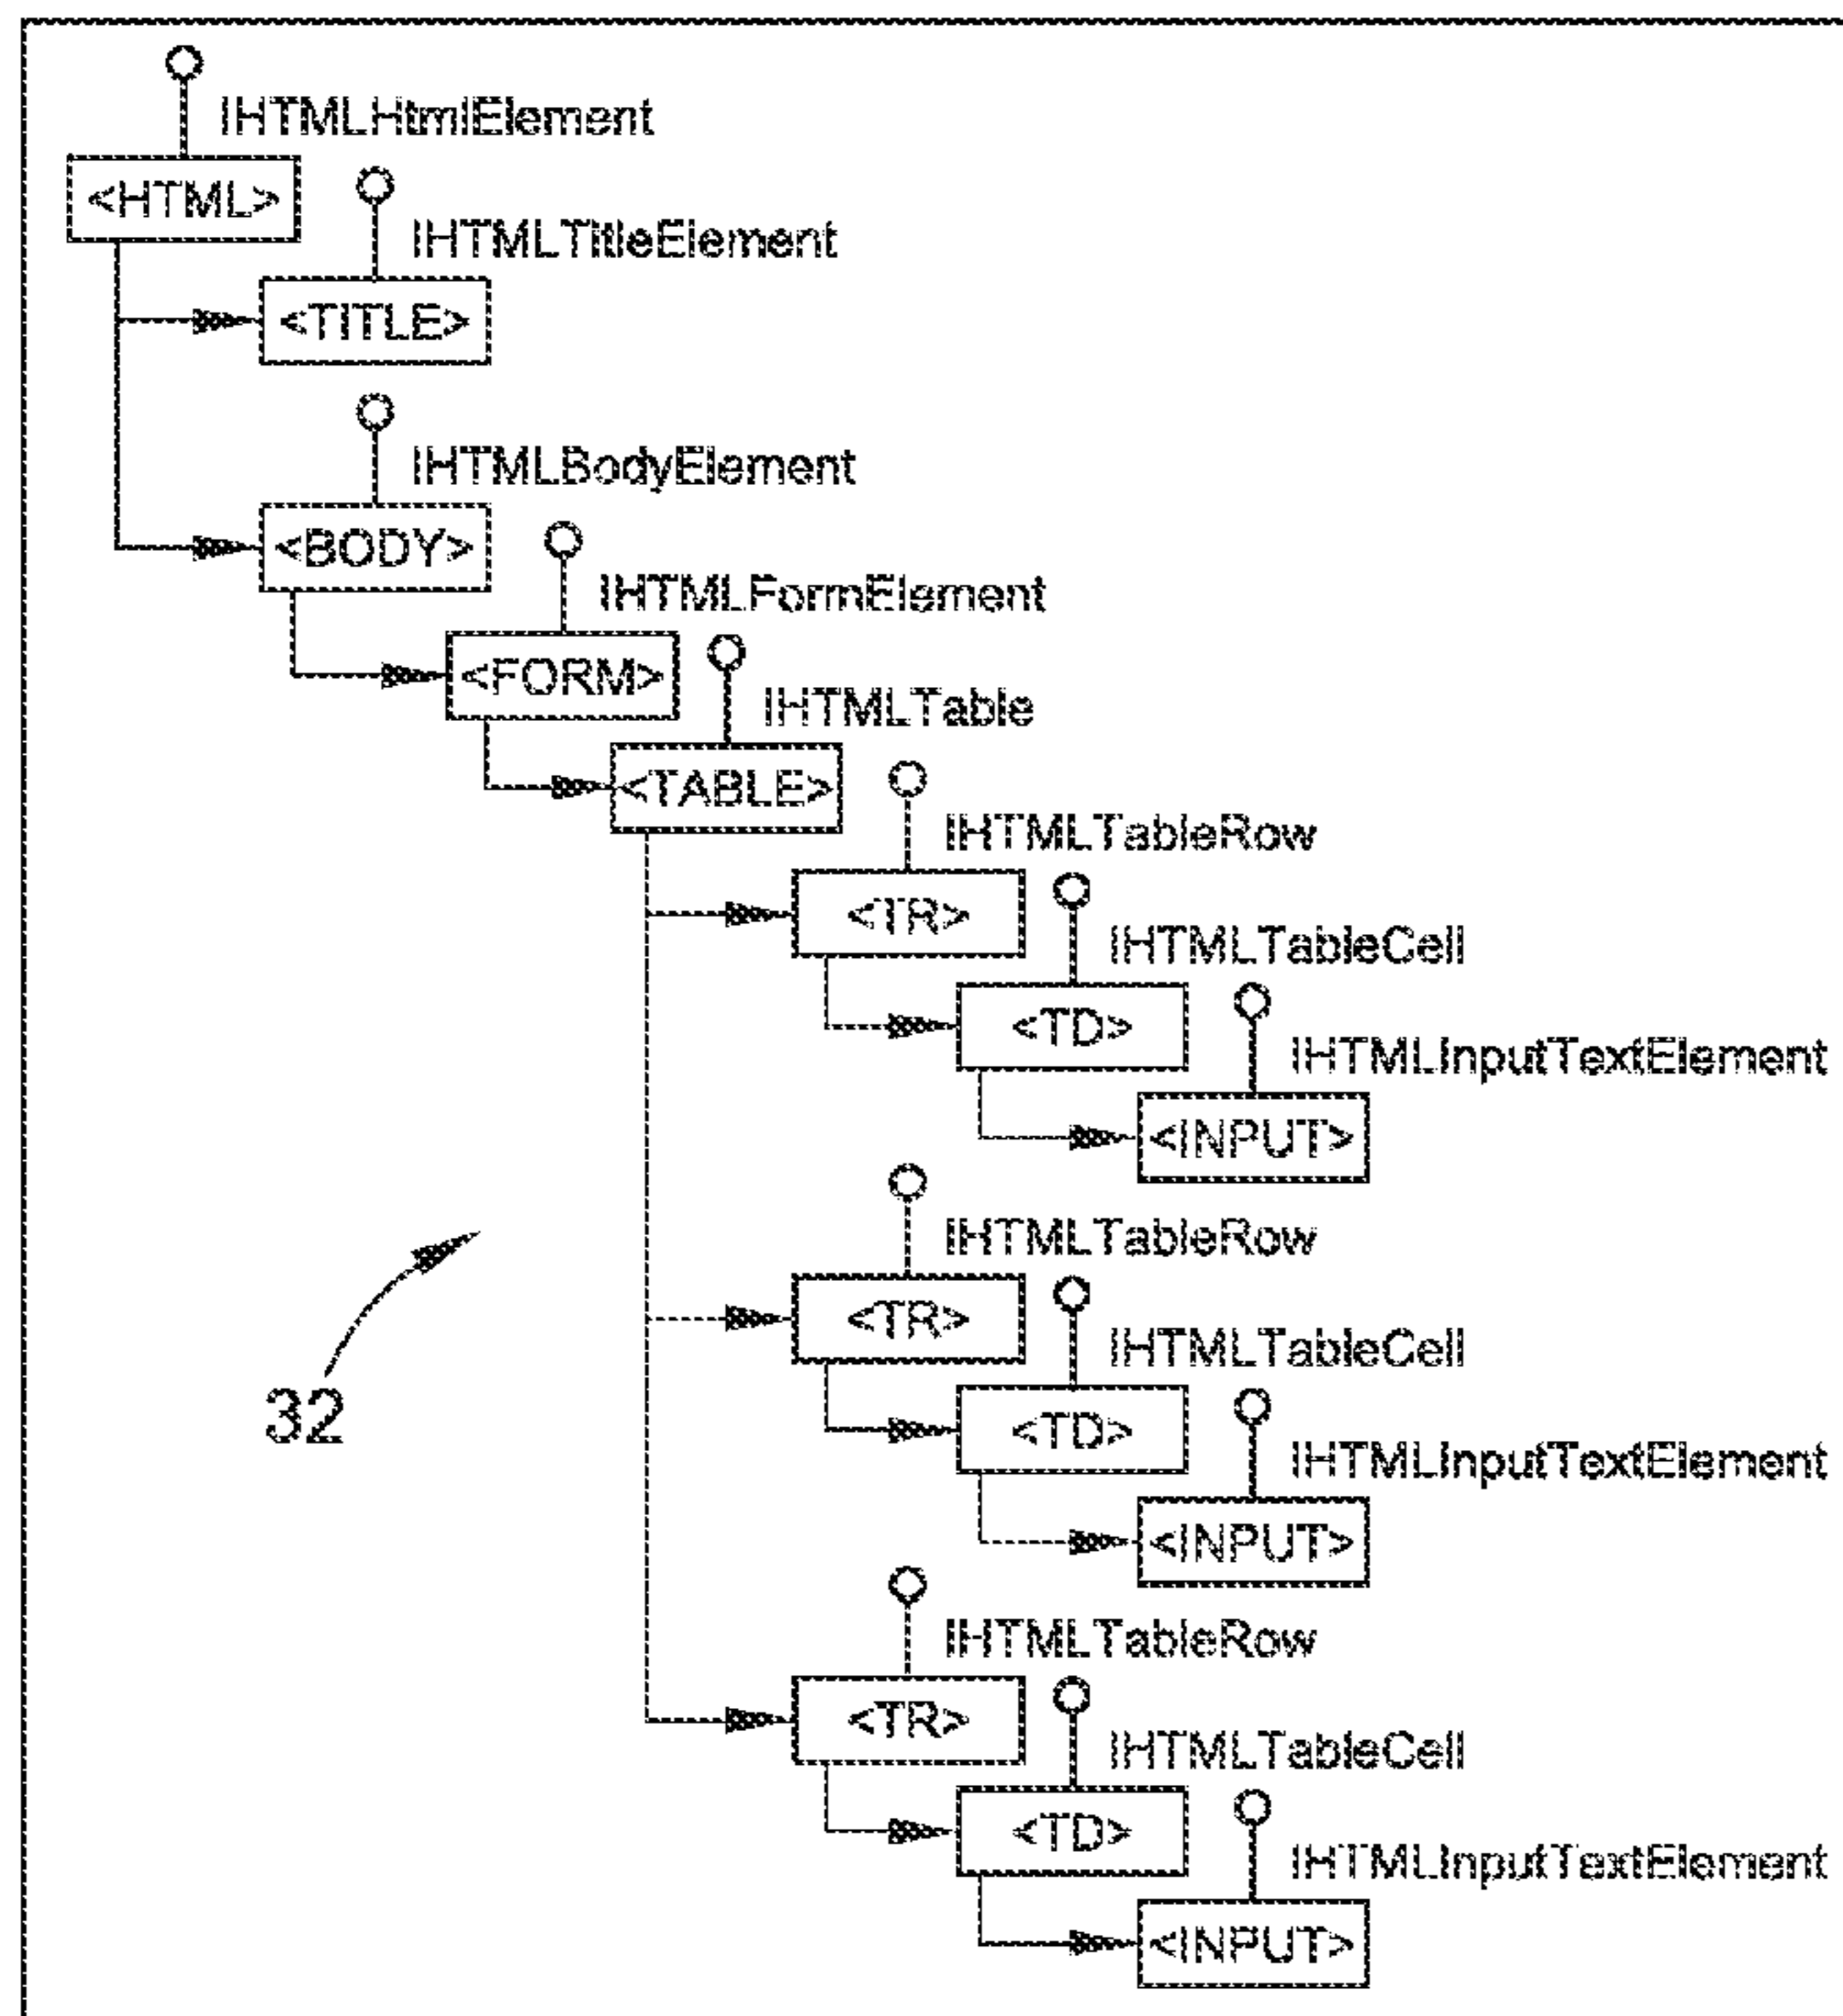 IHTMLHtmlElement
<HTML>
IHTMLTitleElement
<TITLE>
IHTMLBodyElement
<BODY>
IHTMLFormElement
<FORM>
IHTMLTable
<TABLE>
IHTMLTableRow
<TR>
IHTMLTableCell
<TD>
IHTMLInputTextElement
<INPUT>
IHTMLTableRow
<TR>
IHTMLTableCell
32
<TD>
IHTMLInputTextElement
<INPUT>
IHTMLTableRow
<TR>
IHTMLTableCell
<TD>
IHTMLInputTextElement
<INPUT>